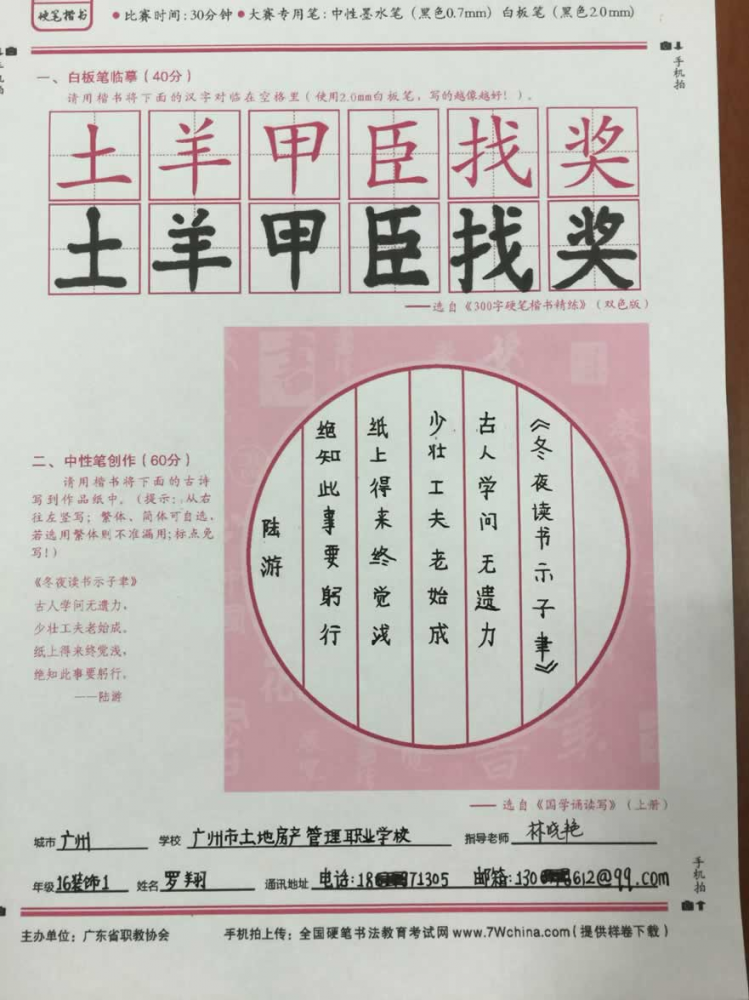 硬笔楷书
●比赛时间:30分钟●大赛专用笔:中性墨水笔（黑色0.7mm）白板笔（黑色2.0mm)
手机拍
一、白板笔临摹（40分）
请用楷书将下面的汉字对临在空格里（使用2.0mm白板笔，写的越像越好！）。
土羊甲臣找奖
土羊甲臣找奖
——选自《300字硬笔楷书精练》（双色版）
二、中性笔创作（60分）
请用楷书将下面的古诗
写到作品纸中。（提示：从右
往左竖写；繁体、简体可自选，
若选用繁体则不准漏用;标点免
写！）
《冬夜读书示子聿》
古人学问无遗力，
少壮工夫老始成。
纸上得来终觉浅，
绝知此事要躬行。
——陆游
《冬夜读书示子聿》
古人学问无遗力
少壮工夫老始成
纸上得来终觉浅
绝知此事要躬行
陆游
——选自《国学诵读写》（上册）
城市 广州 学校 广州市土地房产管理职业学校 指导老师 林晓艳
年级 16装饰1 姓名 罗翔 通讯地址 电话:18 71305 邮箱:130 6612@qq.com
手机拍
主办单位：广东省职教协会 手机拍上传：全国硬笔书法教育考试网 www.7Wchina.com（提供样卷下载）